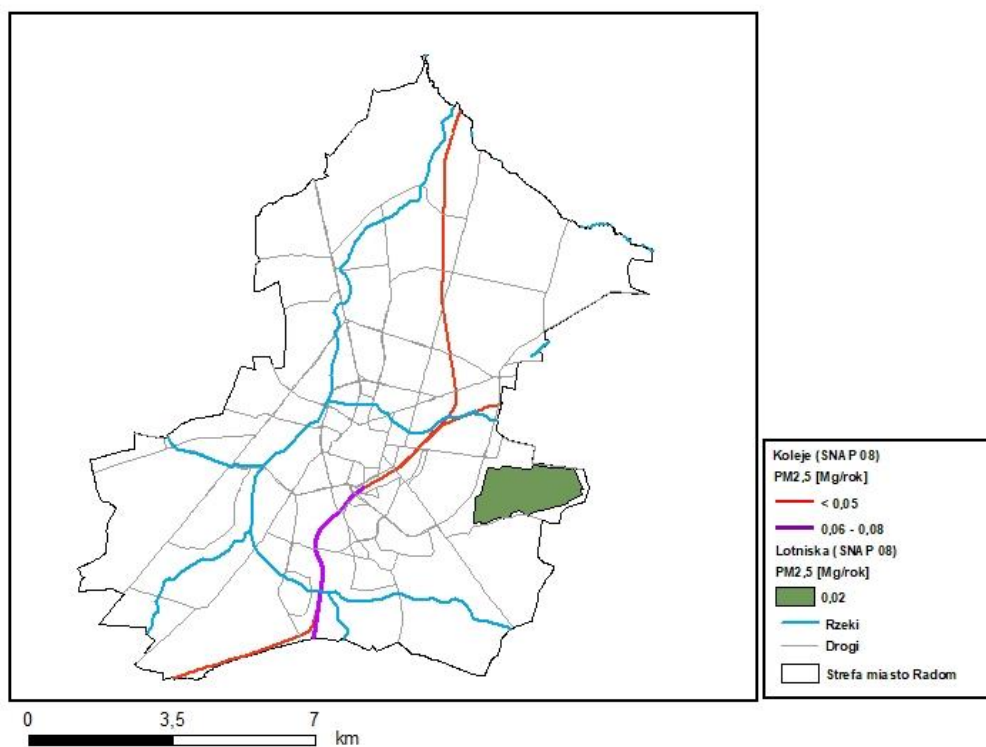 Koleje (SNAP 08)
PM2,5 [Mg/rok]
< 0,05
0,06 - 0,08
Lotniska (SNAP 08)
PM2,5 [Mg/rok]
0,02
Rzeki
Drogi
Strefa miasto Radom
0 3,5 7
km